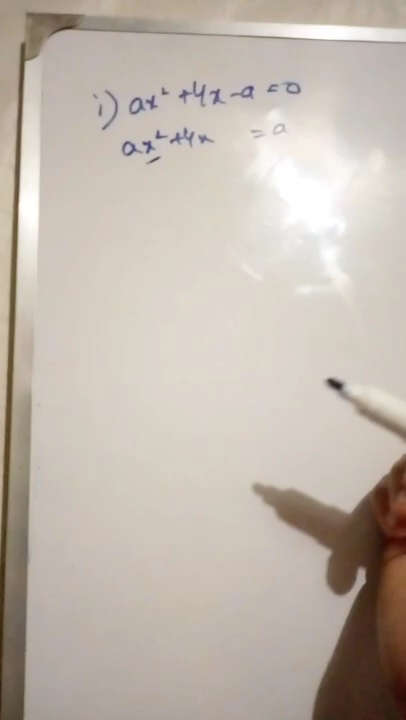 i) ax² + 4x - a = 0
ax² + 4x = a